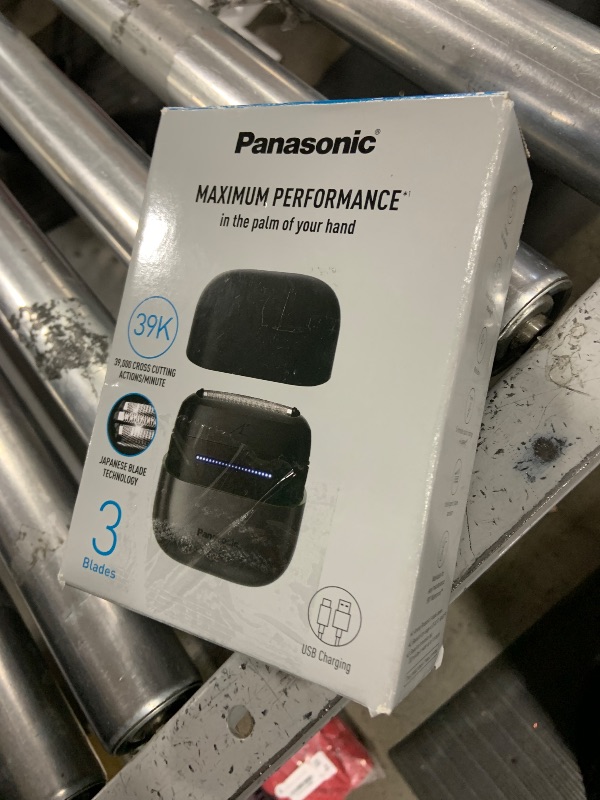 Panasonic®
MAXIMUM PERFORMANCE*¹
in the palm of your hand
39K
39,000 CROSS CUTTING
ACTIONS/MINUTE
JAPANESE BLADE
TECHNOLOGY
Panasonic
3
Blades
USB Charging